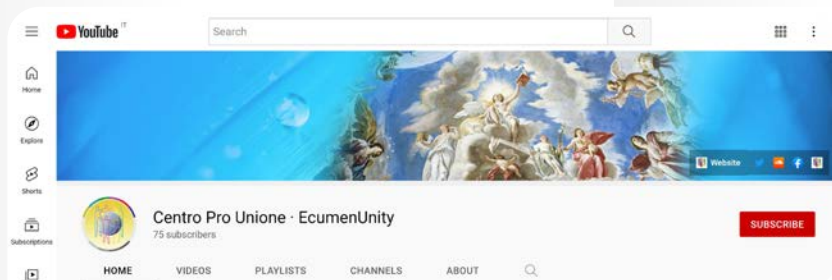 YouTube IT
Search
Home
Explore
Shorts
Subscriptions
Website
Centro Pro Unione · EcumenUnity
75 subscribers
SUBSCRIBE
HOME VIDEOS PLAYLISTS CHANNELS ABOUT